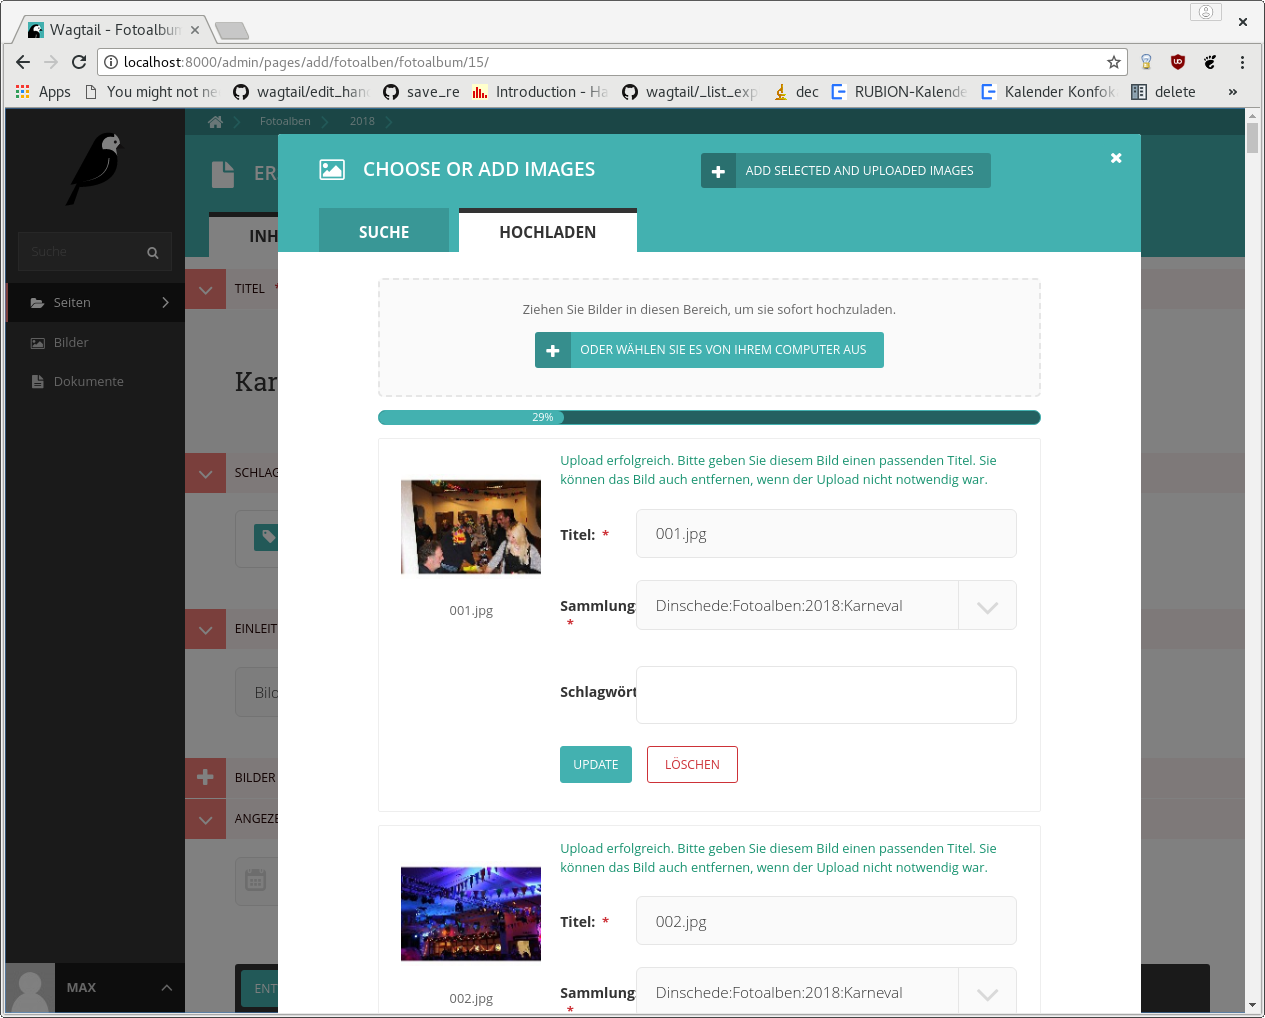 Wagtail - Fotoalbum
localhost:8000/admin/pages/add/fotoalben/fotoalbum/15/
Apps
You might not ne
wagtail/edit_han
save_re
Introduction - Ha
wagtail/_list_exp
dec
RUBION-Kalende
Kalender Konfok
delete
»
Fotoalben
2018
CHOOSE OR ADD IMAGES
ADD SELECTED AND UPLOADED IMAGES
ER
SUCHE
HOCHLADEN
INH
Suche
Seiten
Bilder
Dokumente
TITEL *
Kar
SCHLAG
EINLEIT
Bild
BILDER
ANGEZE
ENT
MAX
Ziehen Sie Bilder in diesen Bereich, um sie sofort hochzuladen.
ODER WÄHLEN SIE ES VON IHREM COMPUTER AUS
29%
Upload erfolgreich. Bitte geben Sie diesem Bild einen passenden Titel. Sie
können das Bild auch entfernen, wenn der Upload nicht notwendig war.
Titel: *
001.jpg
001.jpg
Sammlung:
*
Dinschede:Fotoalben:2018:Karneval
Schlagwört
UPDATE
LÖSCHEN
Upload erfolgreich. Bitte geben Sie diesem Bild einen passenden Titel. Sie
können das Bild auch entfernen, wenn der Upload nicht notwendig war.
Titel: *
002.jpg
002.jpg
Sammlung:
*
Dinschede:Fotoalben:2018:Karneval